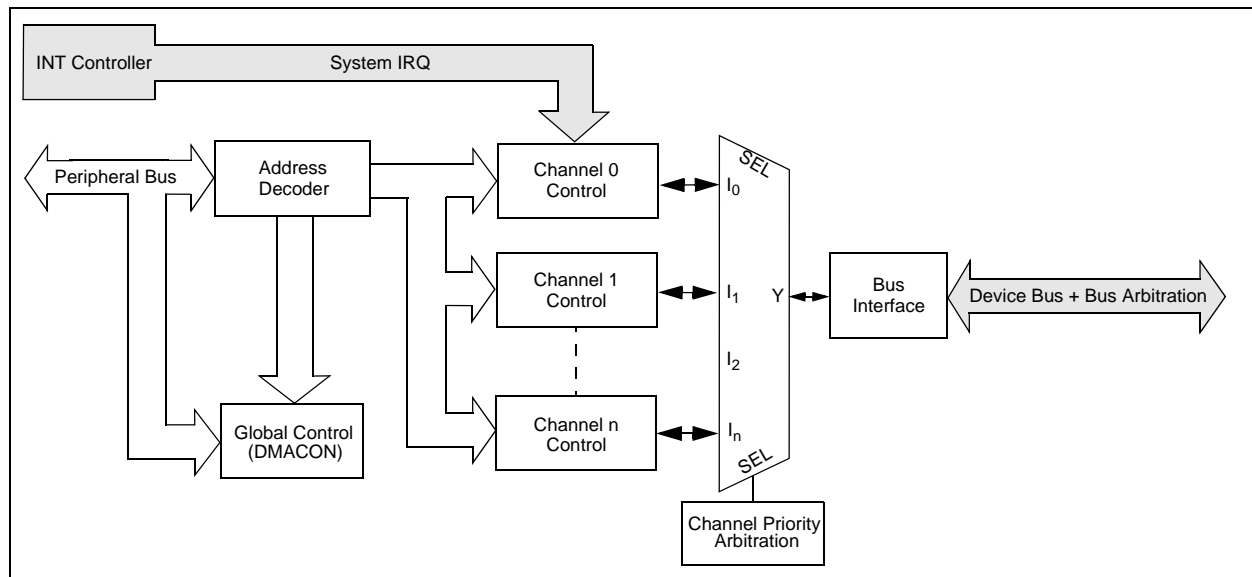 INT Controller
System IRQ
Peripheral Bus
Address
Decoder
Channel 0
Control
SEL
I0
Channel 1
Control
I1
Y
Bus
Interface
Device Bus + Bus Arbitration
I2
Global Control
(DMACON)
Channel n
Control
In
SEL
Channel Priority
Arbitration